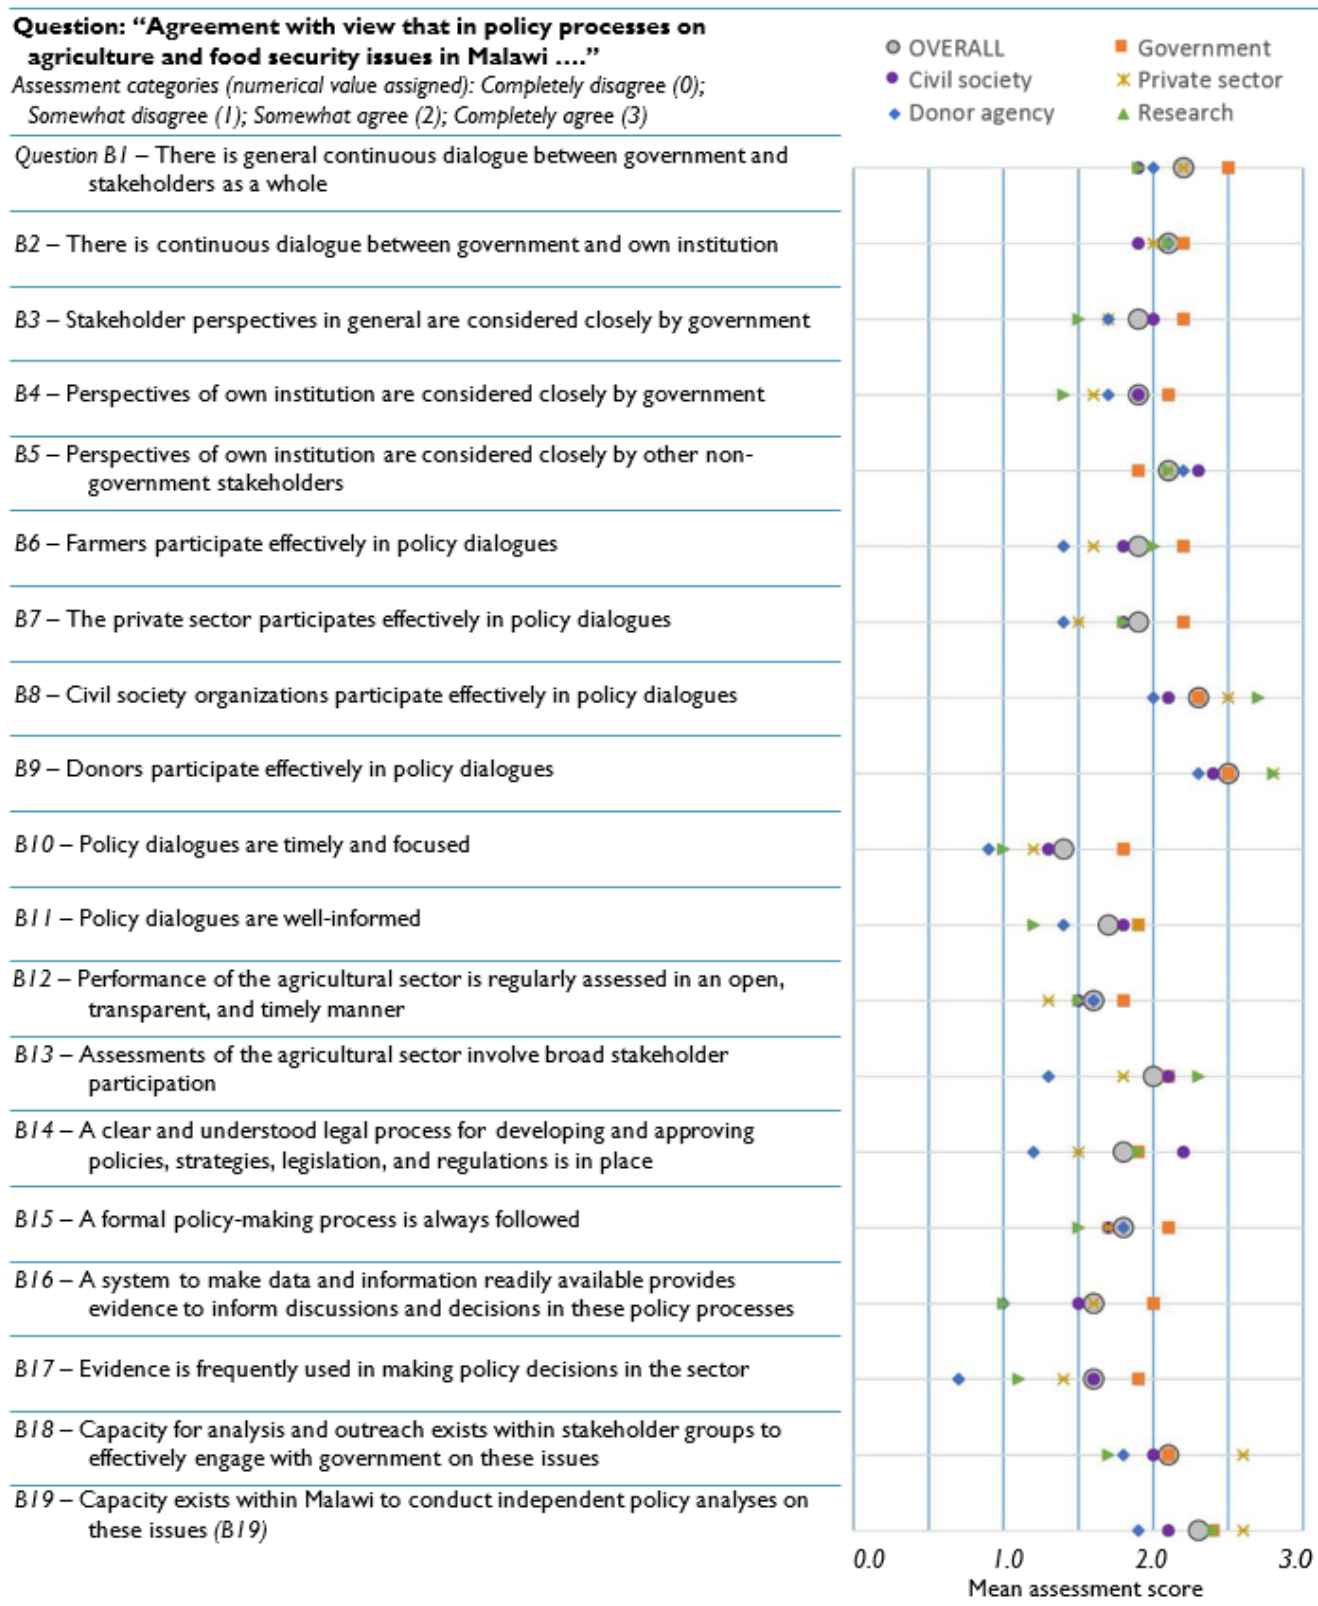 Question: “Agreement with view that in policy processes on
agriculture and food security issues in Malawi ....”
Assessment categories (numerical value assigned): Completely disagree (0);
Somewhat disagree (1); Somewhat agree (2); Completely agree (3)
OVERALL
Government
Civil society
Private sector
Donor agency
Research
Question B1 – There is general continuous dialogue between government and
stakeholders as a whole
B2 – There is continuous dialogue between government and own institution
B3 – Stakeholder perspectives in general are considered closely by government
B4 – Perspectives of own institution are considered closely by government
B5 – Perspectives of own institution are considered closely by other non-
government stakeholders
B6 – Farmers participate effectively in policy dialogues
B7 – The private sector participates effectively in policy dialogues
B8 – Civil society organizations participate effectively in policy dialogues
B9 – Donors participate effectively in policy dialogues
B10 – Policy dialogues are timely and focused
B11 – Policy dialogues are well-informed
B12 – Performance of the agricultural sector is regularly assessed in an open,
transparent, and timely manner
B13 – Assessments of the agricultural sector involve broad stakeholder
participation
B14 – A clear and understood legal process for developing and approving
policies, strategies, legislation, and regulations is in place
B15 – A formal policy-making process is always followed
B16 – A system to make data and information readily available provides
evidence to inform discussions and decisions in these policy processes
B17 – Evidence is frequently used in making policy decisions in the sector
B18 – Capacity for analysis and outreach exists within stakeholder groups to
effectively engage with government on these issues
B19 – Capacity exists within Malawi to conduct independent policy analyses on
these issues (B19)
0.0 1.0 2.0 3.0
Mean assessment score